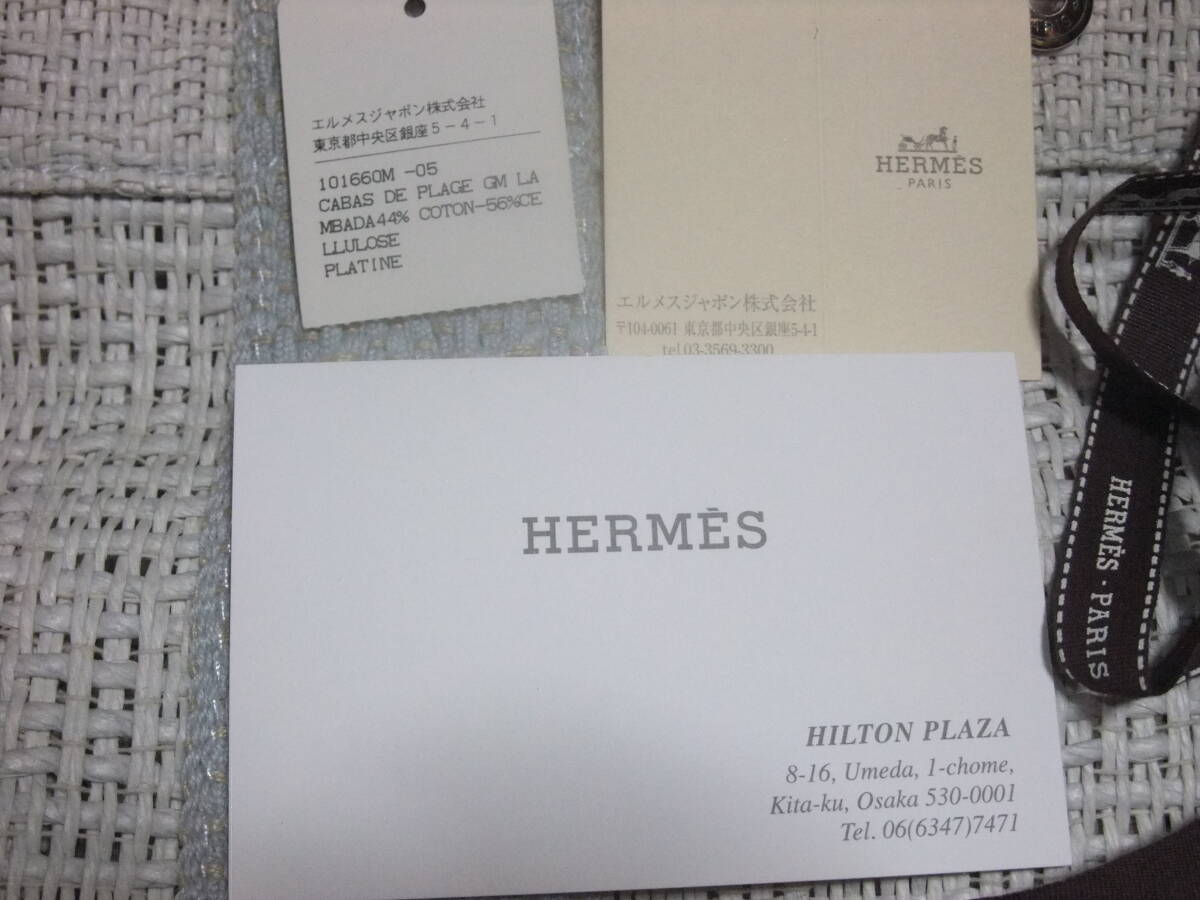 エルメスジャポン株式会社
東京都中央区銀座5-4-1
101660M -05
CABAS DE PLAGE GM LA
MBADA44% COTON-56%CE
LLULOSE
PLATINE
HERMÈS
PARIS
エルメスジャポン株式会社
〒104-0061 東京都中央区銀座5-4-1
tel.03-3569-3300
HERMÈS
HILTON PLAZA
8-16, Umeda, 1-chome,
Kita-ku, Osaka 530-0001
Tel. 06(6347)7471
HERMÈS · PARIS